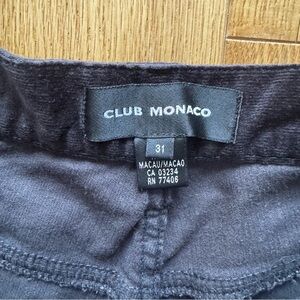 CLUB MONACO
31
MACAU/MACAO
CA 03234
RN 77406